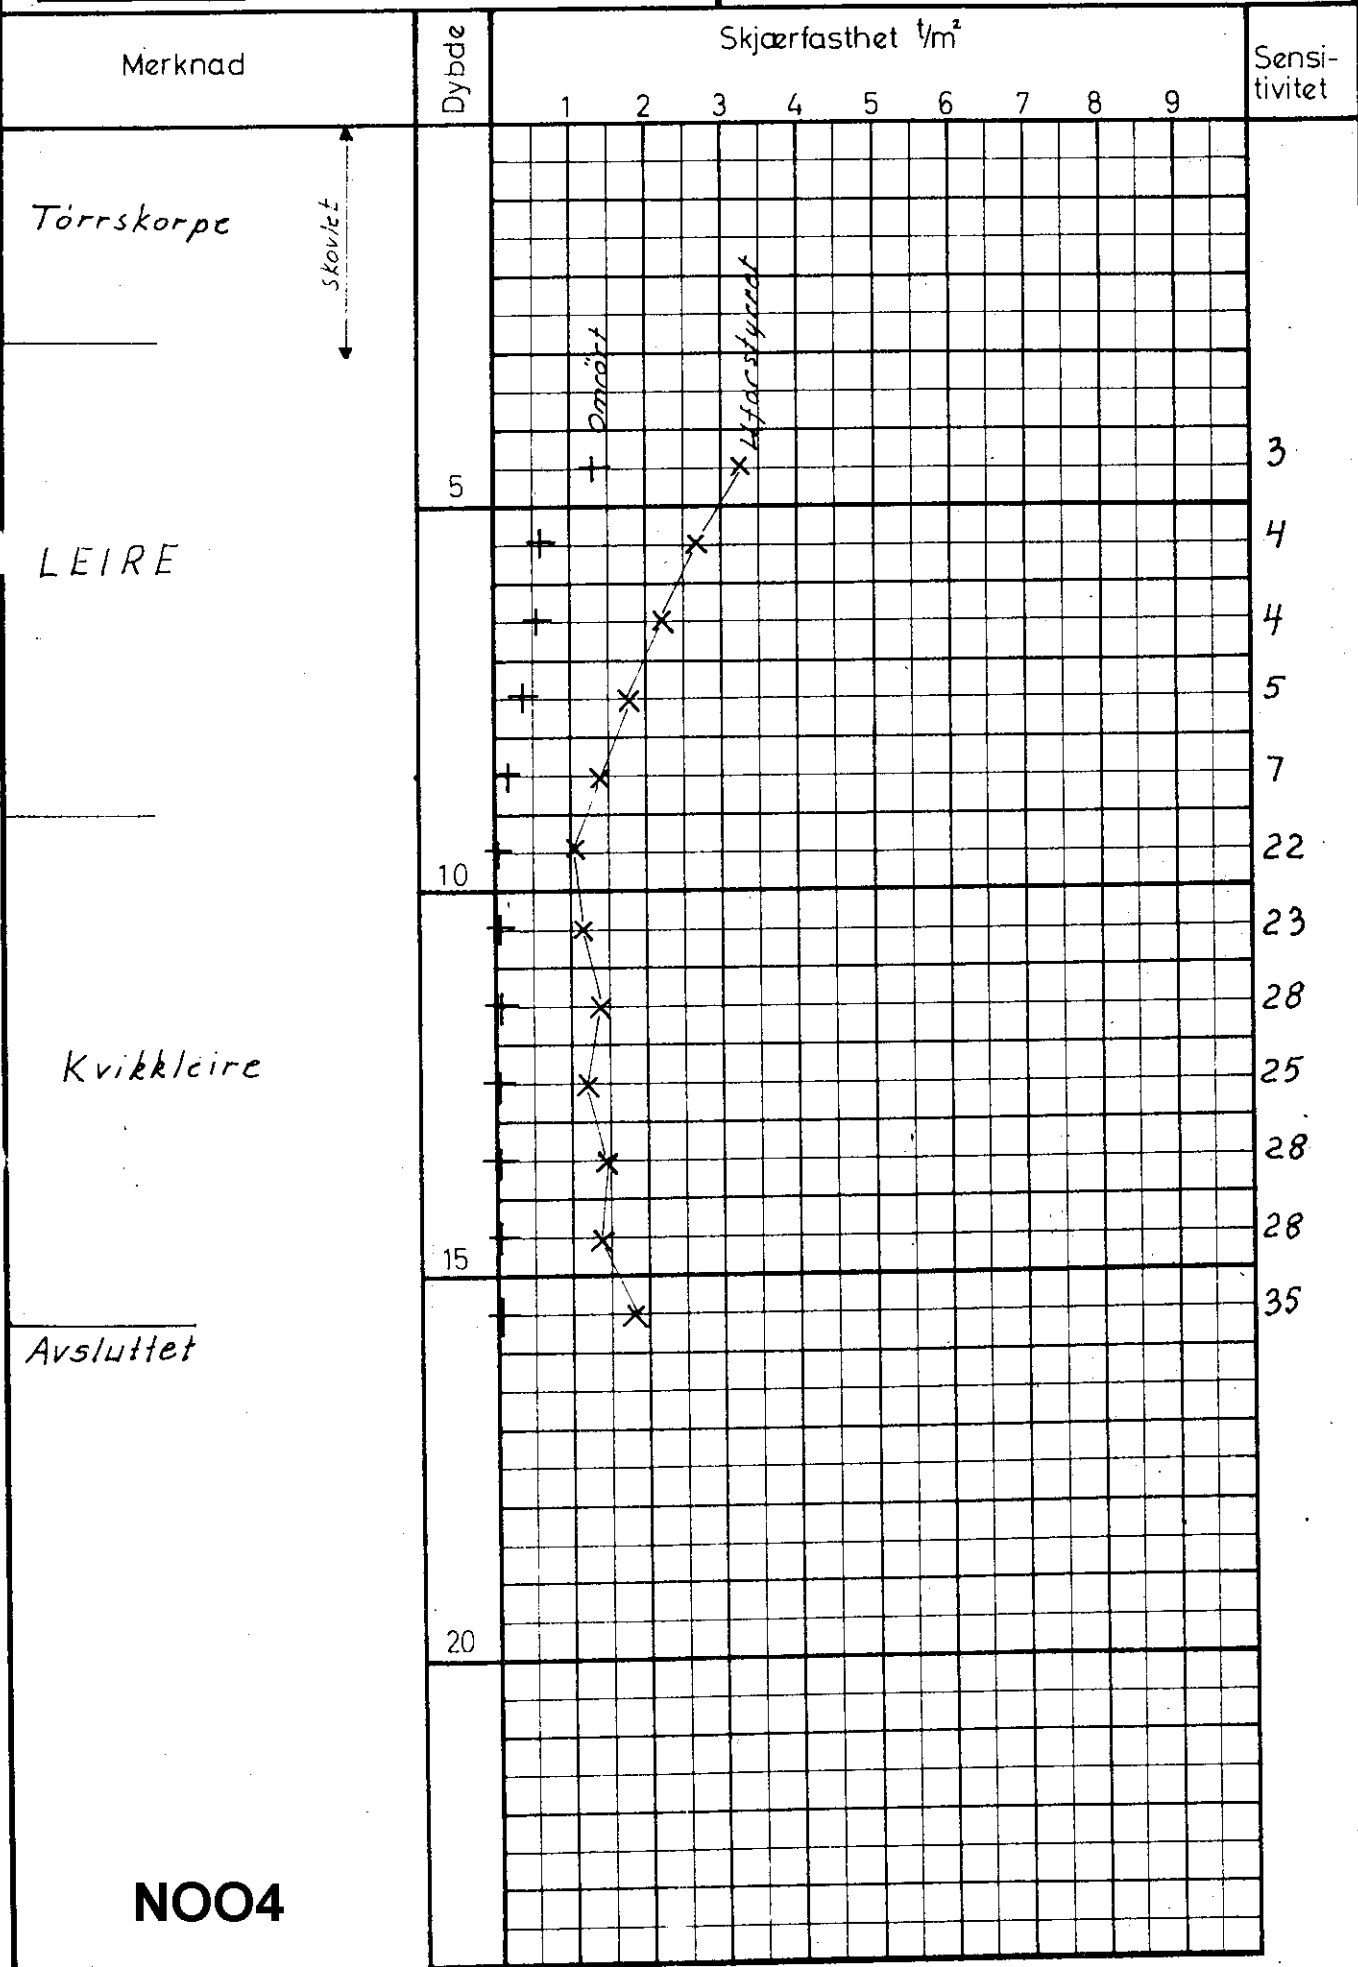 Merknad
Dybde
Skjærfasthet t/m²
Sensi-
tivitet
1 2 3 4 5 6 7 8 9
Törrskorpe
Skovlet
Omrört
Uforstyrret
3
5
4
LEIRE
4
5
7
22
10
23
28
Kvikkleire
25
28
28
15
35
Avsluttet
20
NOO4